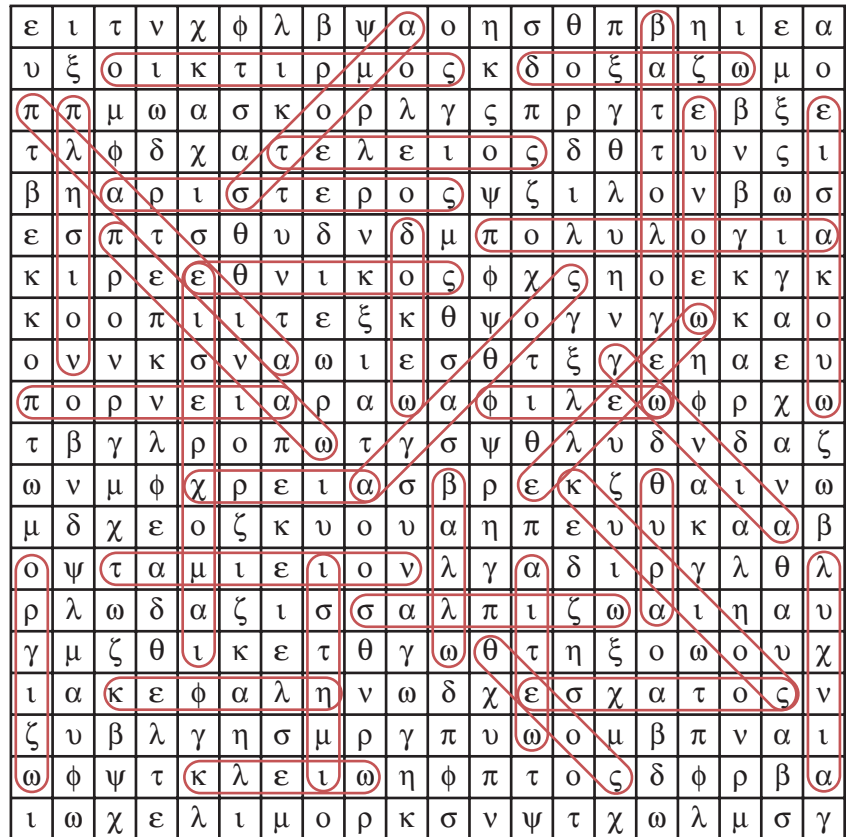 ε ι τ ν χ φ λ β ψ α ο η σ θ π β η ι ε α
υ ξ ο ι κ τ ι ρ μ ο ς κ δ ο ξ α ζ ω μ ο
π π μ ω α σ κ ο ρ λ γ ς π ρ γ τ ε β ξ ε
τ λ φ δ χ α τ ε λ ε ι ο ς δ θ τ υ ν ς ι
β η α ρ ι σ τ ε ρ ο ς ψ ζ ι λ ο ν β ω σ
ε σ π τ σ θ υ δ ν δ μ π ο λ υ λ ο γ ι α
κ ι ρ ε ε θ ν ι κ ο ς φ χ ς η ο ε κ γ κ
κ ο ο π ι ι τ ε ξ κ θ ψ ο γ ν γ ω κ α ο
ο ν ν κ σ ν α ω ι ε σ θ τ ξ γ ε η α ε υ
π ο ρ ν ε ι α ρ α ω α φ ι λ ε ω φ ρ χ ω
τ β γ λ ρ ο π ω τ γ σ ψ θ λ υ δ ν δ α ζ
ω ν μ φ χ ρ ε ι α σ β ρ ε κ ζ θ α ι ν ω
μ δ χ ε ο ζ κ υ ο υ α η π ε υ υ κ α α β
ο ψ τ α μ ι ε ι ο ν λ γ α δ ι ρ γ λ θ λ
ρ λ ω δ α ζ ι σ σ α λ π ι ζ ω α ι η α υ
γ μ ζ θ ι κ ε τ θ γ ω θ τ η ξ ο ω ο υ χ
ι α κ ε φ α λ η ν ω δ χ ε σ χ α τ ο ς ν
ζ υ β λ γ η σ μ ρ γ π υ ω ο μ β π ν α ι
ω φ ψ τ κ λ ε ι ω η φ π τ ο ς δ φ ρ β α
ι ω χ ε λ ι μ ο ρ κ σ ν ψ τ χ ω λ μ σ γ